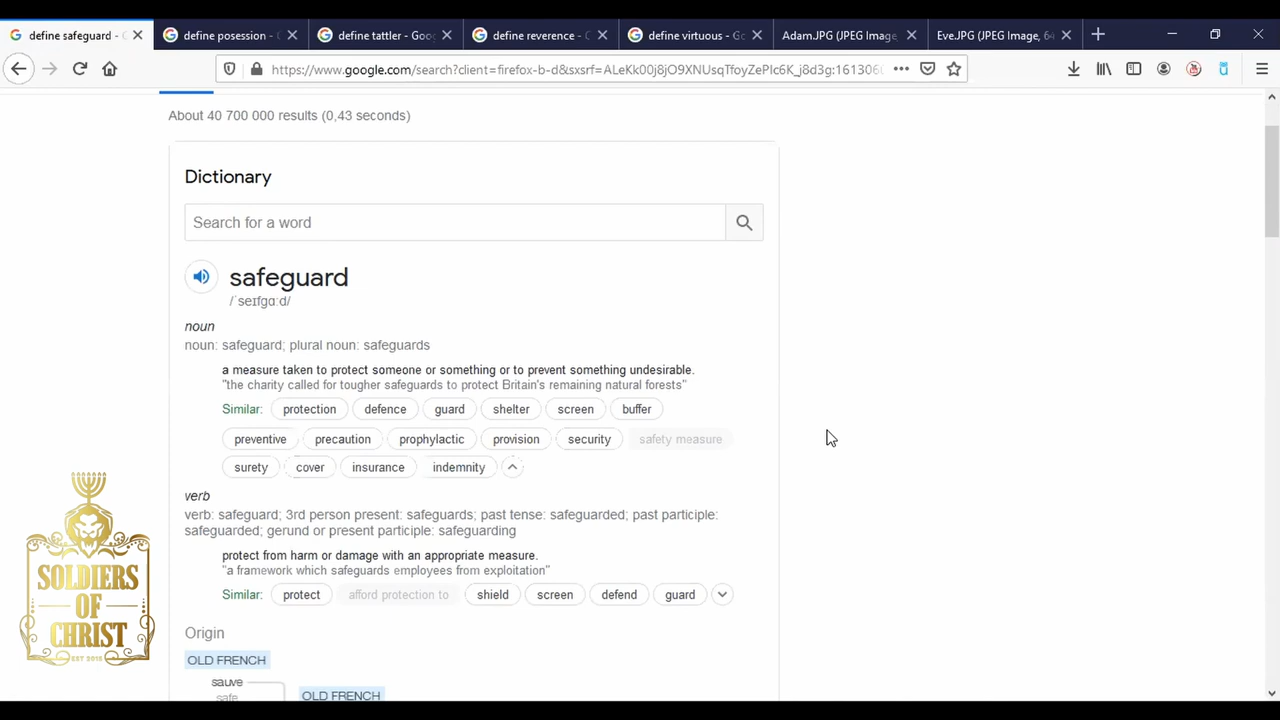 define safeguard - G
define posession - G
define tattler - Goog
define reverence - G
define virtuous - Go
Adam.JPG (JPEG Image,
Eve.JPG (JPEG Image, 64
https://www.google.com/search?client=firefox-b-d&sxsrf=ALeKk00j8jO9XNUsqTfoyZePIc6K_j8d3g:161306
About 40 700 000 results (0,43 seconds)
Dictionary
Search for a word
safeguard
/ˈseɪfɡɑːd/
noun
noun: safeguard; plural noun: safeguards
a measure taken to protect someone or something or to prevent something undesirable.
"the charity called for tougher safeguards to protect Britain's remaining natural forests"
Similar: protection defence guard shelter screen buffer
preventive precaution prophylactic provision security safety measure
surety cover insurance indemnity
verb
verb: safeguard; 3rd person present: safeguards; past tense: safeguarded; past participle:
safeguarded; gerund or present participle: safeguarding
protect from harm or damage with an appropriate measure.
"a framework which safeguards employees from exploitation"
Similar: protect afford protection to shield screen defend guard
Origin
OLD FRENCH
sauve
safe
OLD FRENCH
SOLDIERS
OF
CHRIST